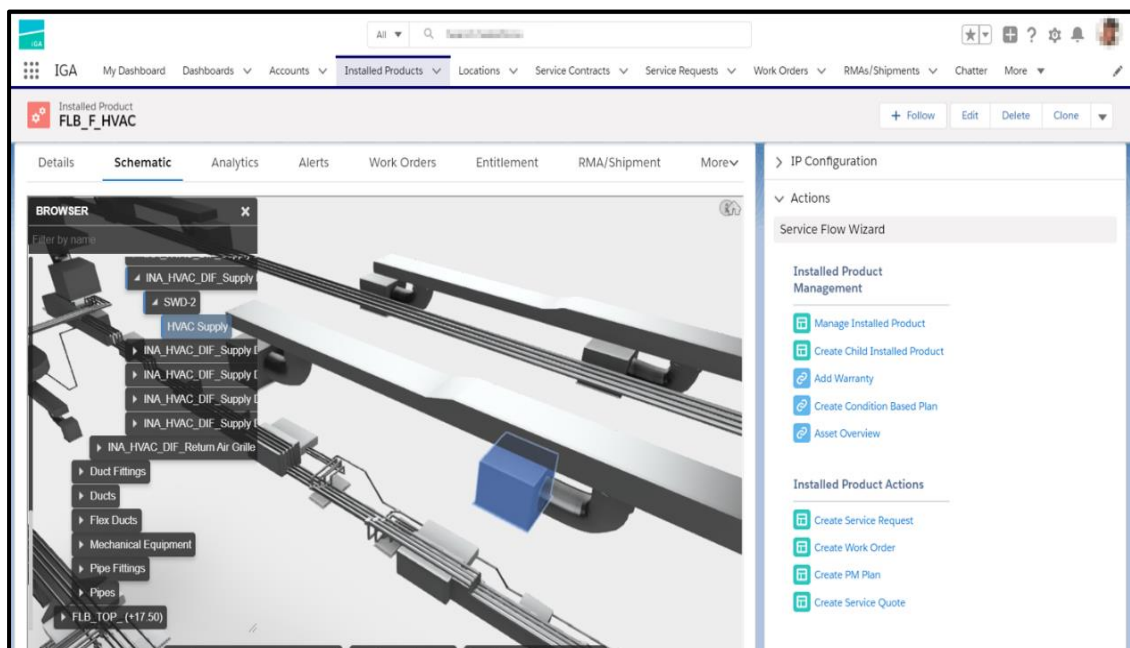 iGA
All
IGA My Dashboard Dashboards Accounts Installed Products Locations Service Contracts Service Requests Work Orders RMAs/Shipments Chatter More
Installed Product
FLB_F_HVAC
+ Follow Edit Delete Clone
Details Schematic Analytics Alerts Work Orders Entitlement RMA/Shipment More
BROWSER x
Filter by name
INA_HVAC_DIF_Supply
SWD-2
HVAC Supply
INA_HVAC_DIF_Supply
INA_HVAC_DIF_Supply
INA_HVAC_DIF_Supply
INA_HVAC_DIF_Supply
INA_HVAC_DIF_Return Air Grille
Duct Fittings
Ducts
Flex Ducts
Mechanical Equipment
Pipe Fittings
Pipes
FLB_TOP_ (+17.50)
IP Configuration
Actions
Service Flow Wizard
Installed Product
Management
Manage Installed Product
Create Child Installed Product
Add Warranty
Create Condition Based Plan
Asset Overview
Installed Product Actions
Create Service Request
Create Work Order
Create PM Plan
Create Service Quote